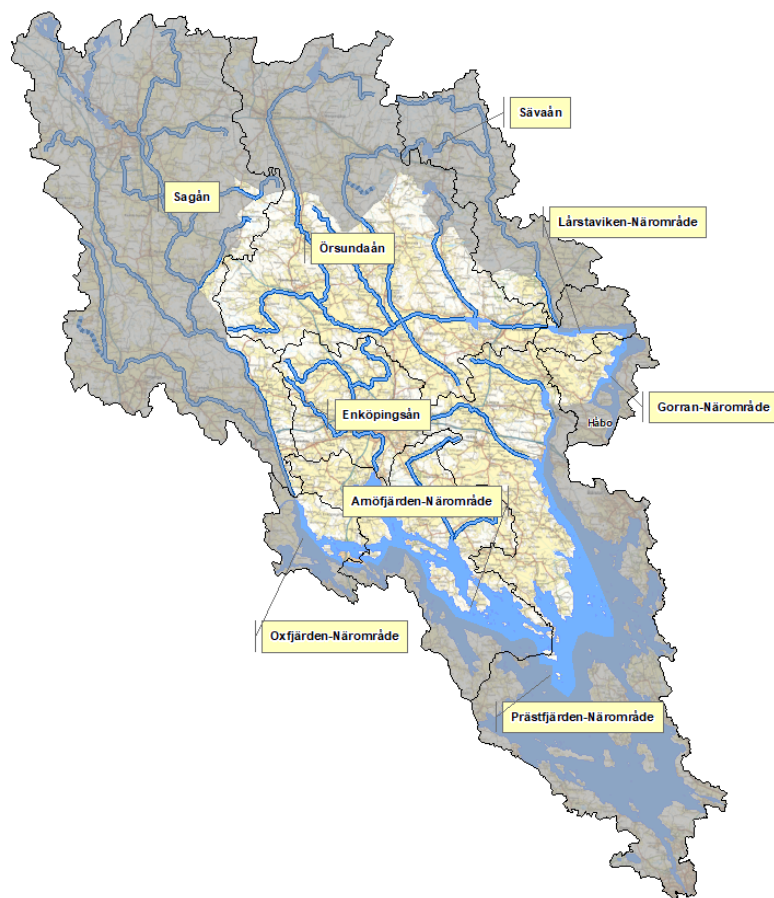 Sävaån
Sagån
Lårstaviken-Närområde
Örsundaån
Gorran-Närområde
Enköpingsån
Håbo
Arnöfjärden-Närområde
Oxfjärden-Närområde
Prästfjärden-Närområde